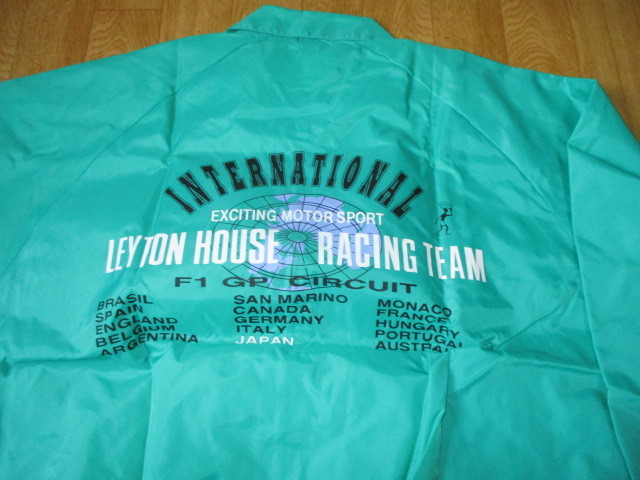 INTERNATIONAL
EXCITING MOTOR SPORT
LEYTON HOUSE RACING TEAM
F1 GP CIRCUIT
BRASIL SAN MARINO MONACO
SPAIN CANADA FRANCE
ENGLAND GERMANY HUNGARY
BELGIUM ITALY PORTUGAL
ARGENTINA JAPAN AUSTRAL